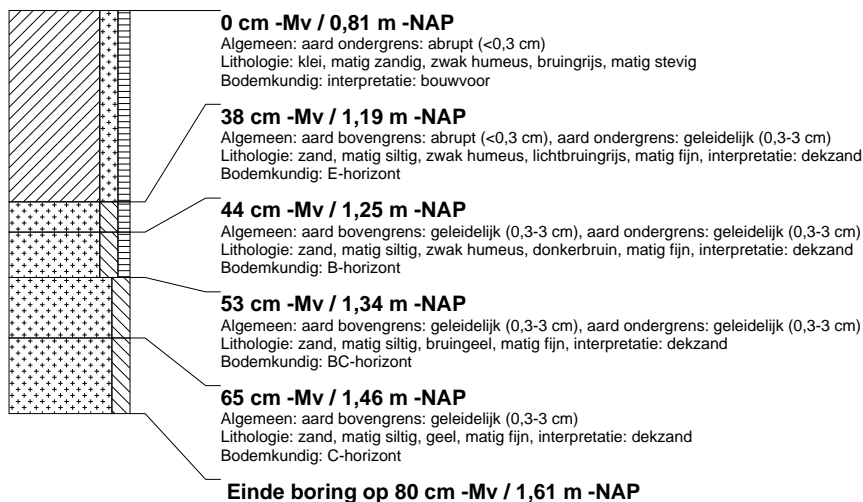 0 cm -Mv / 0,81 m -NAP
Algemeen: aard ondergrens: abrupt (<0,3 cm)
Lithologie: klei, matig zandig, zwak humeus, bruingrijs, matig stevig
Bodemkundig: interpretatie: bouwvoor
38 cm -Mv / 1,19 m -NAP
Algemeen: aard bovengrens: abrupt (<0,3 cm), aard ondergrens: geleidelijk (0,3-3 cm)
Lithologie: zand, matig siltig, zwak humeus, lichtbruingrijs, matig fijn, interpretatie: dekzand
Bodemkundig: E-horizont
44 cm -Mv / 1,25 m -NAP
Algemeen: aard bovengrens: geleidelijk (0,3-3 cm), aard ondergrens: geleidelijk (0,3-3 cm)
Lithologie: zand, matig siltig, zwak humeus, donkerbruin, matig fijn, interpretatie: dekzand
Bodemkundig: B-horizont
53 cm -Mv / 1,34 m -NAP
Algemeen: aard bovengrens: geleidelijk (0,3-3 cm), aard ondergrens: geleidelijk (0,3-3 cm)
Lithologie: zand, matig siltig, bruingeel, matig fijn, interpretatie: dekzand
Bodemkundig: BC-horizont
65 cm -Mv / 1,46 m -NAP
Algemeen: aard bovengrens: geleidelijk (0,3-3 cm)
Lithologie: zand, matig siltig, geel, matig fijn, interpretatie: dekzand
Bodemkundig: C-horizont
Einde boring op 80 cm -Mv / 1,61 m -NAP